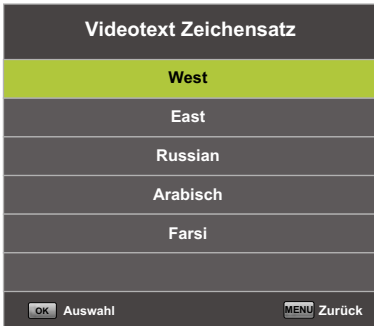 Videotext Zeichensatz
West
East
Russian
Arabisch
Farsi
OK Auswahl MENU Zurück